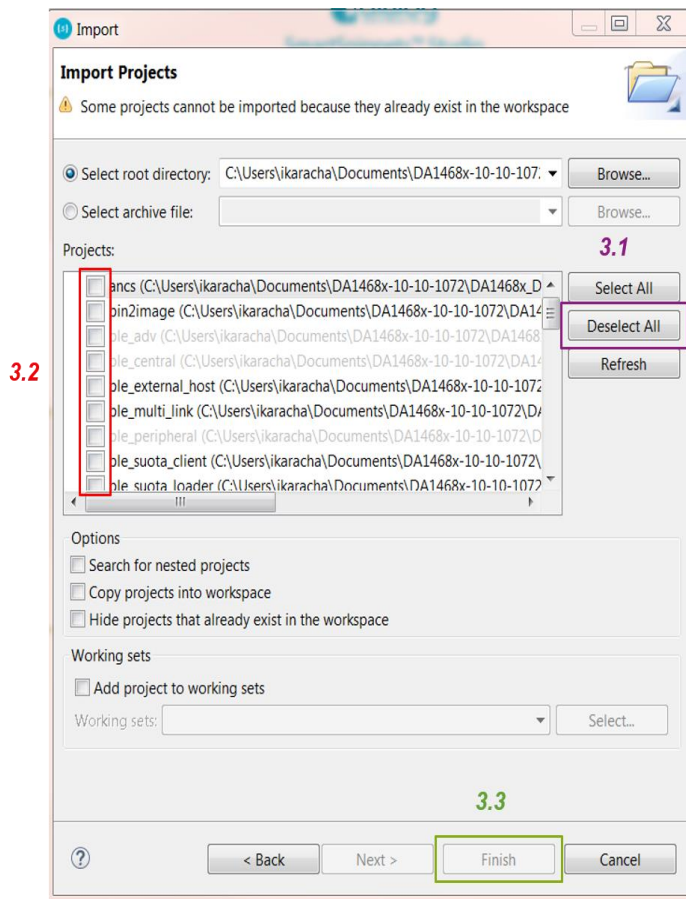 Import
Import Projects
Some projects cannot be imported because they already exist in the workspace
Select root directory: C:\Users\ikaracha\Documents\DA1468x-10-10-107: Browse...
Select archive file: Browse...
Projects: 3.1
ancs (C:\Users\ikaracha\Documents\DA1468x-10-10-1072\DA1468x_D Select All
bin2image (C:\Users\ikaracha\Documents\DA1468x-10-10-1072\DA14
ble_adv (C:\Users\ikaracha\Documents\DA1468x-10-10-1072\DA1468 Deselect All
ble_central (C:\Users\ikaracha\Documents\DA1468x-10-10-1072\DA14 Refresh
3.2 ble_external_host (C:\Users\ikaracha\Documents\DA1468x-10-10-1072
ble_multi_link (C:\Users\ikaracha\Documents\DA1468x-10-10-1072\DA
ble_peripheral (C:\Users\ikaracha\Documents\DA1468x-10-10-1072\D
ble_suota_client (C:\Users\ikaracha\Documents\DA1468x-10-10-1072\
ble_suota_loader (C:\Users\ikaracha\Documents\DA1468x-10-10-1072
Options
Search for nested projects
Copy projects into workspace
Hide projects that already exist in the workspace
Working sets
Add project to working sets
Working sets: Select...
3.3
< Back Next > Finish Cancel